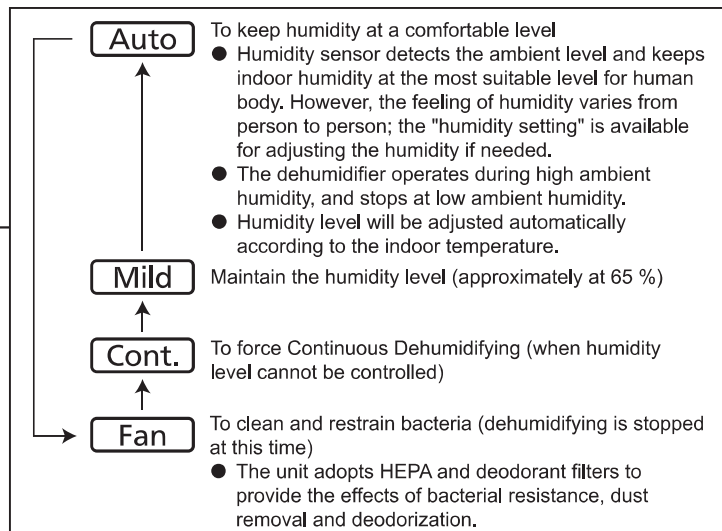 Auto
To keep humidity at a comfortable level
● Humidity sensor detects the ambient level and keeps
indoor humidity at the most suitable level for human
body. However, the feeling of humidity varies from
person to person; the "humidity setting" is available
for adjusting the humidity if needed.
● The dehumidifier operates during high ambient
humidity, and stops at low ambient humidity.
● Humidity level will be adjusted automatically
according to the indoor temperature.
Mild
Maintain the humidity level (approximately at 65 %)
Cont.
To force Continuous Dehumidifying (when humidity
level cannot be controlled)
Fan
To clean and restrain bacteria (dehumidifying is stopped
at this time)
● The unit adopts HEPA and deodorant filters to
provide the effects of bacterial resistance, dust
removal and deodorization.